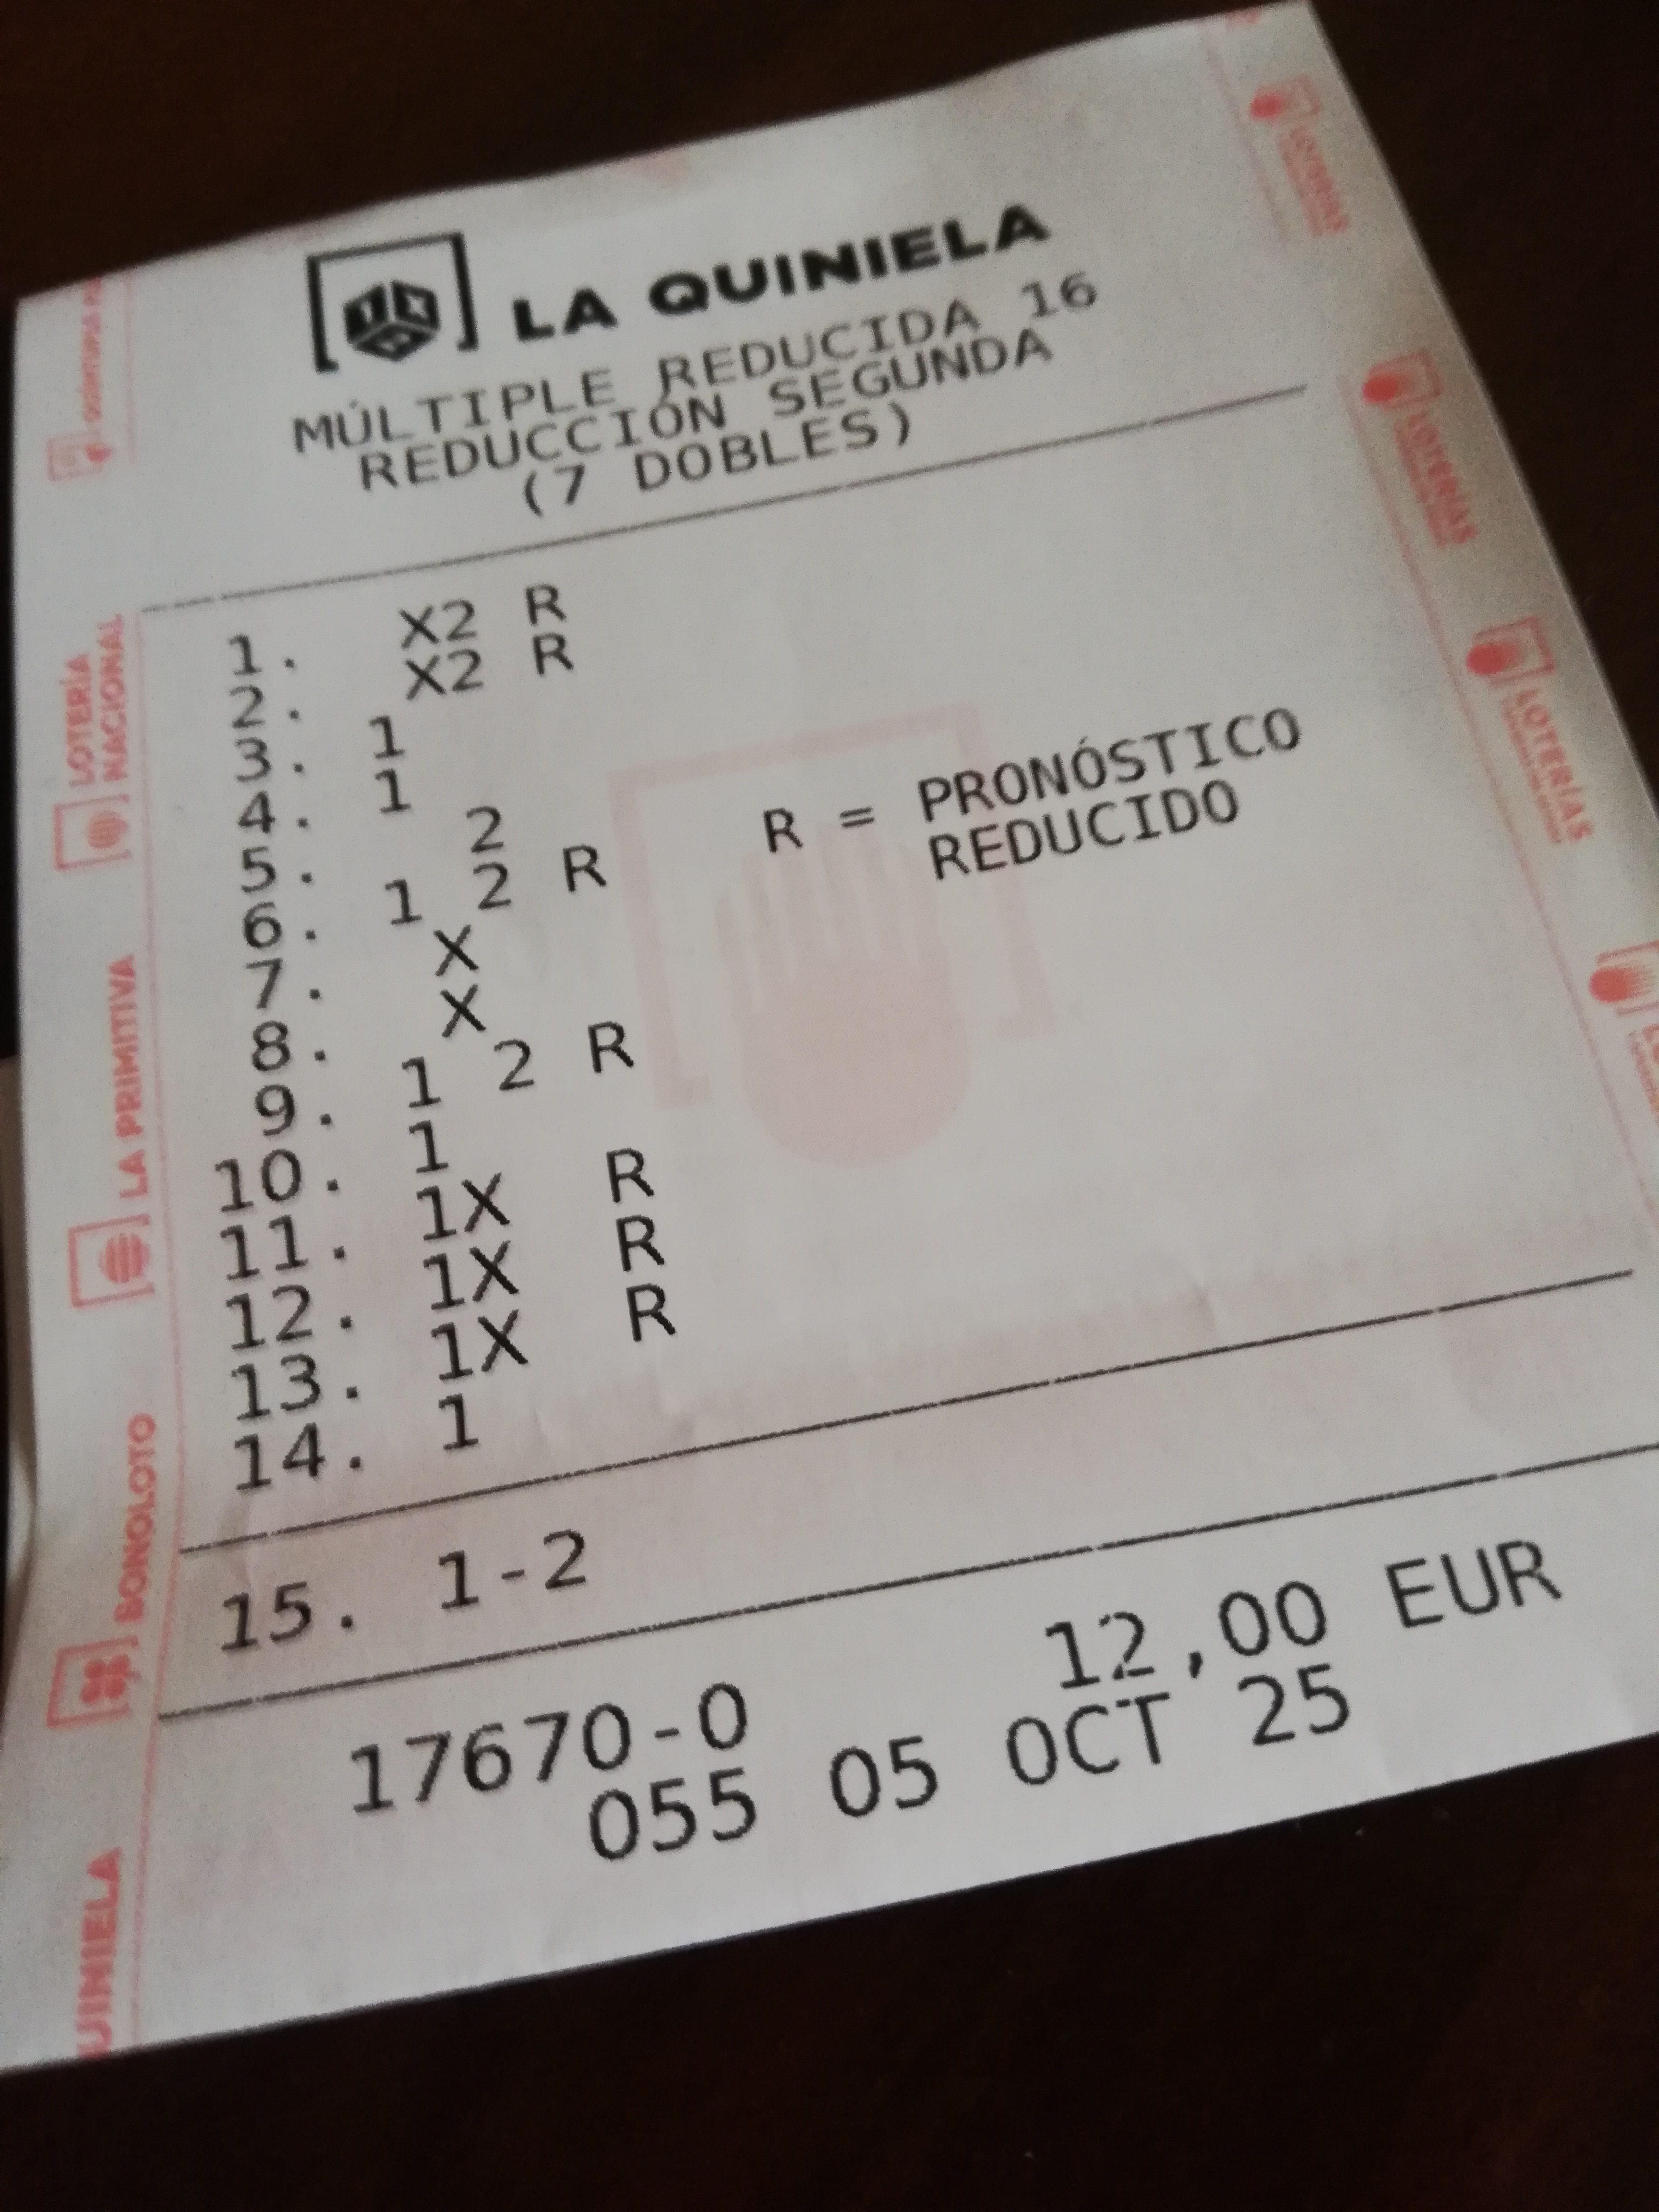 LA QUINIELA
MÚLTIPLE REDUCIDA 16
REDUCCIÓN SEGUNDA
(7 DOBLES)
1. X2 R
2. X2 R
3. 1
4. 1
5. 2
6. 1 2 R
7. X
8. X
9. 1 2 R
10. 1
11. 1X R
12. 1X R
13. 1X R
14. 1
R = PRONÓSTICO
REDUCIDO
15. 1-2
17670-0 12,00 EUR
055 05 OCT 25
LOTERÍA
NACIONAL
LA PRIMITIVA
BONOLOTO
UINIELA
LOTERÍAS
LOTERÍAS
LOTERÍAS